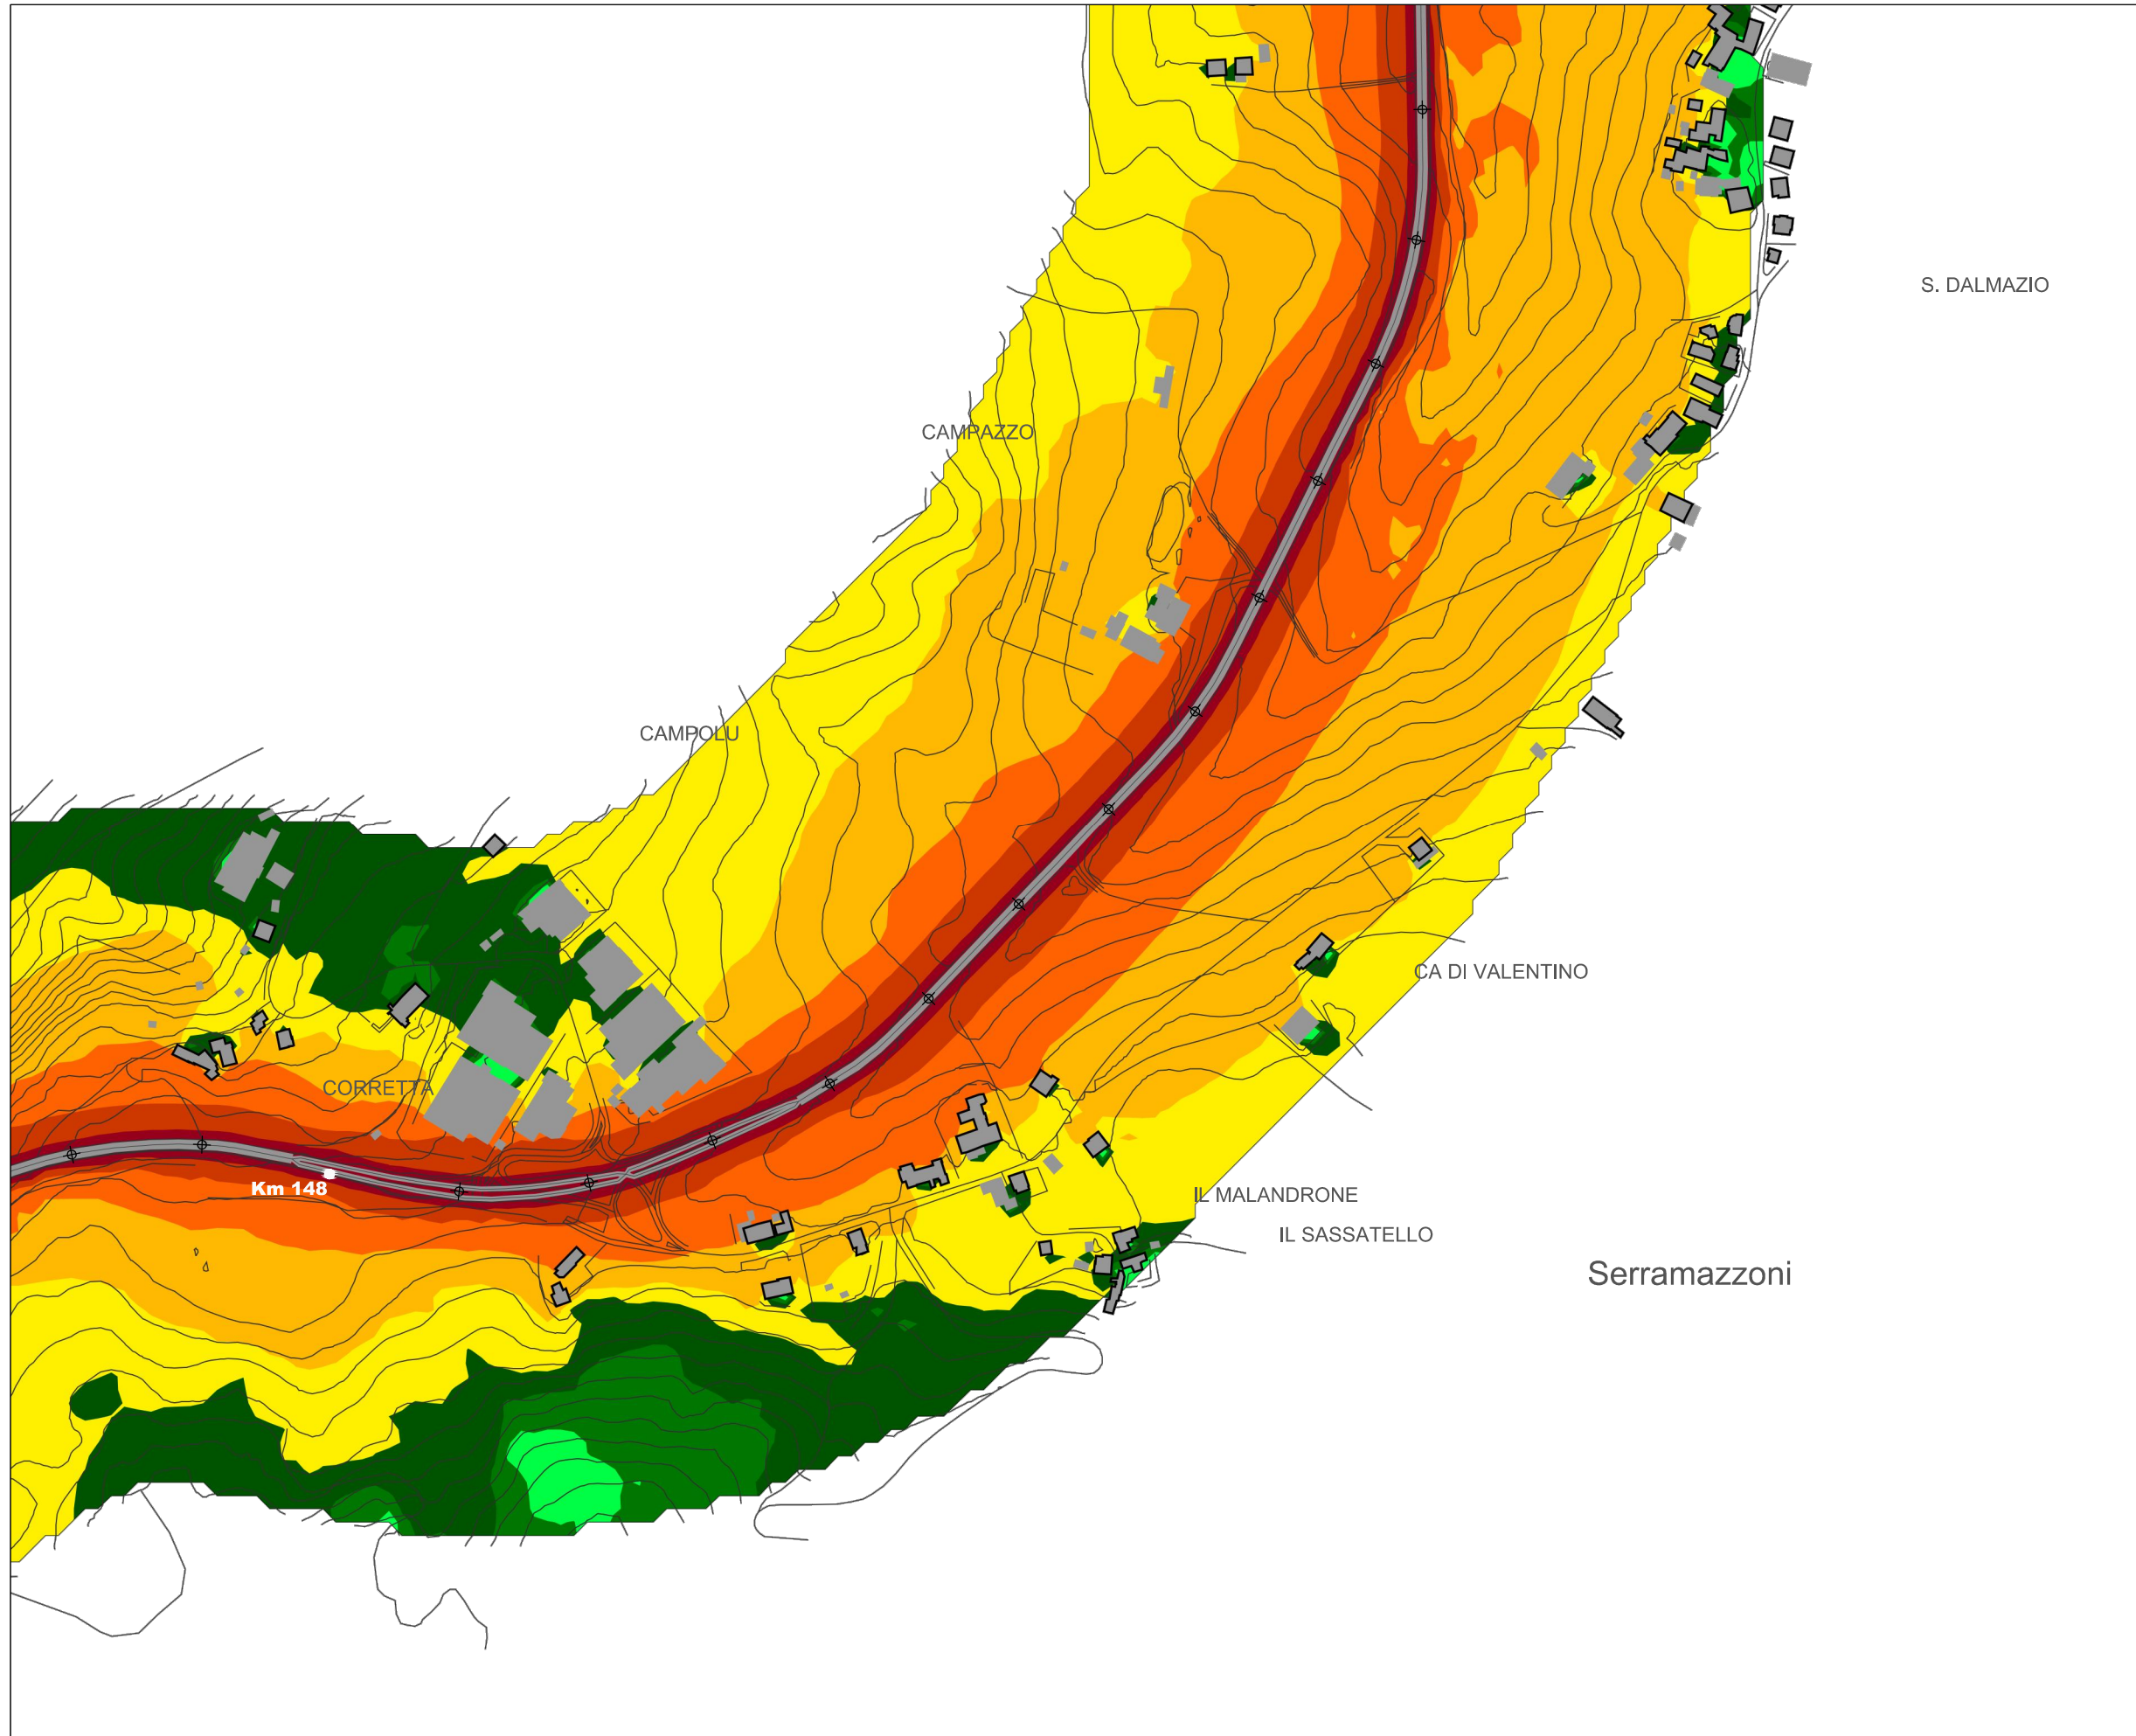 S. DALMAZIO
CAMPAZZO
CAMPOLU
CA DI VALENTINO
CORRETTA
Km 148
IL MALANDRONE
IL SASSATELLO
Serramazzoni